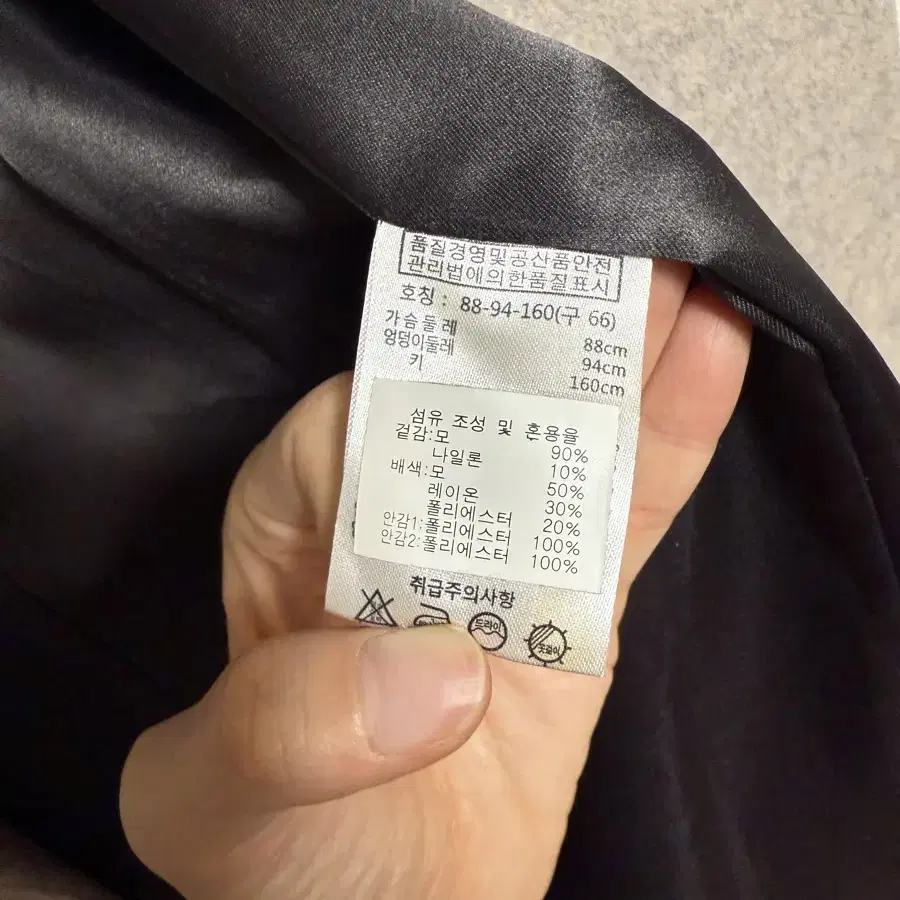 품질경영및공산품안전
관리법에의한품질표시
호칭 : 88-94-160(구 66)
가슴둘레 88cm
엉덩이둘레 94cm
키 160cm
섬유 조성 및 혼용율
겉감:모 90%
나일론 10%
배색:모 50%
레이온 30%
폴리에스터 20%
안감1:폴리에스터 100%
안감2:폴리에스터 100%
취급주의사항
드라이
옷걸이